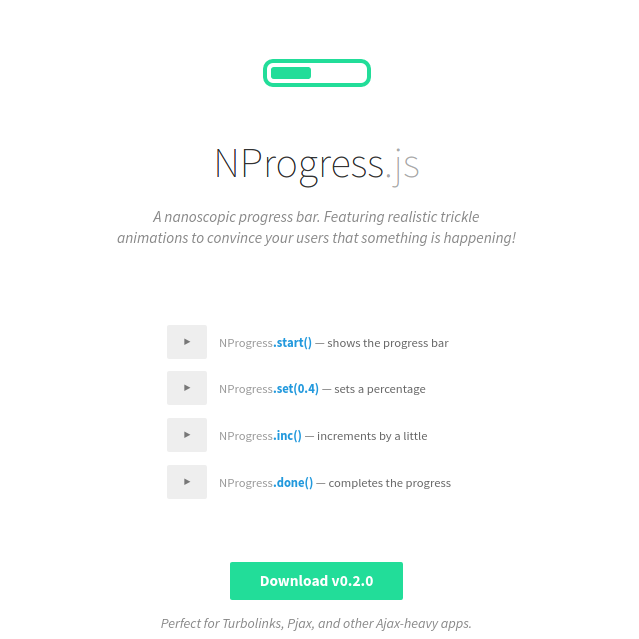 NProgress.js
A nanoscopic progress bar. Featuring realistic trickle
animations to convince your users that something is happening!
NProgress.start() — shows the progress bar
NProgress.set(0.4) — sets a percentage
NProgress.inc() — increments by a little
NProgress.done() — completes the progress
Download v0.2.0
Perfect for Turbolinks, Pjax, and other Ajax-heavy apps.